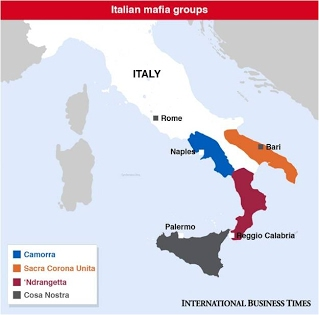 Italian mafia groups
ITALY
Rome
Naples
Bari
Palermo
Reggio Calabria
Camorra
Sacra Corona Unita
'Ndrangetta
Cosa Nostra
INTERNATIONAL BUSINESS TIMES